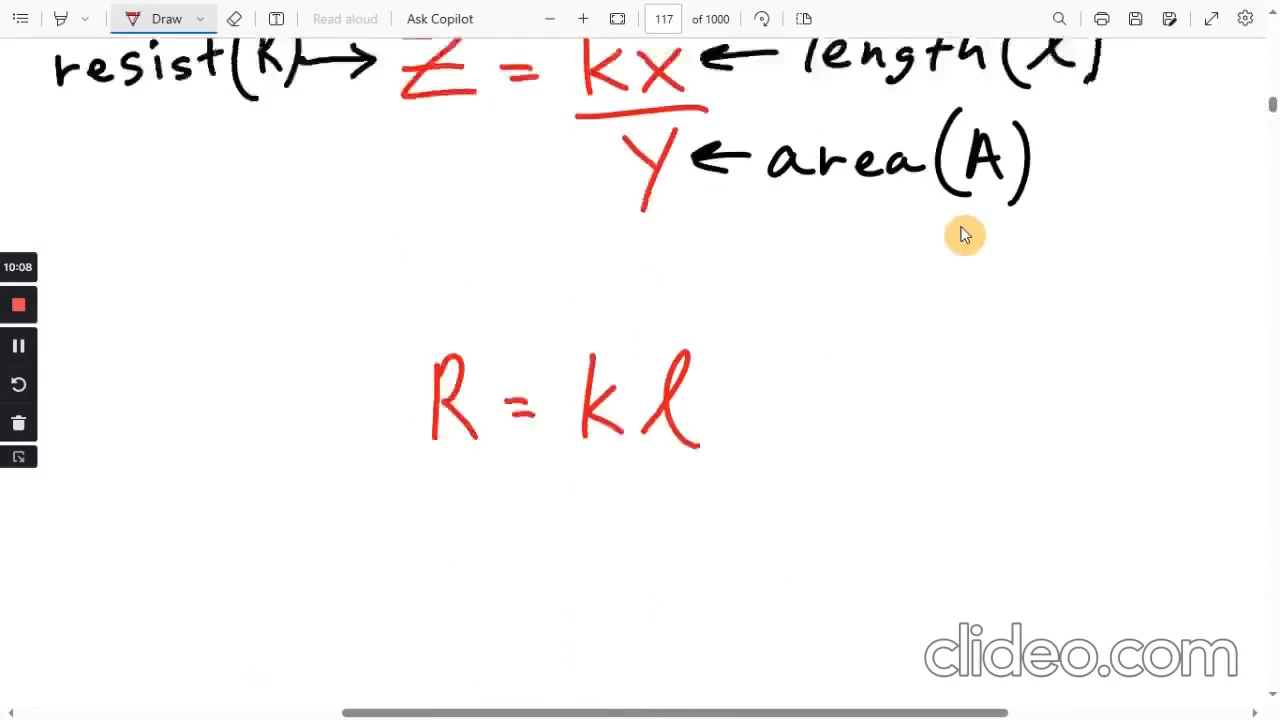 Draw Read aloud Ask Copilot 117 of 1000
resist(R)→ Z = kx ← length(l)
y ← area(A)
10:08
R = kl
clideo.com